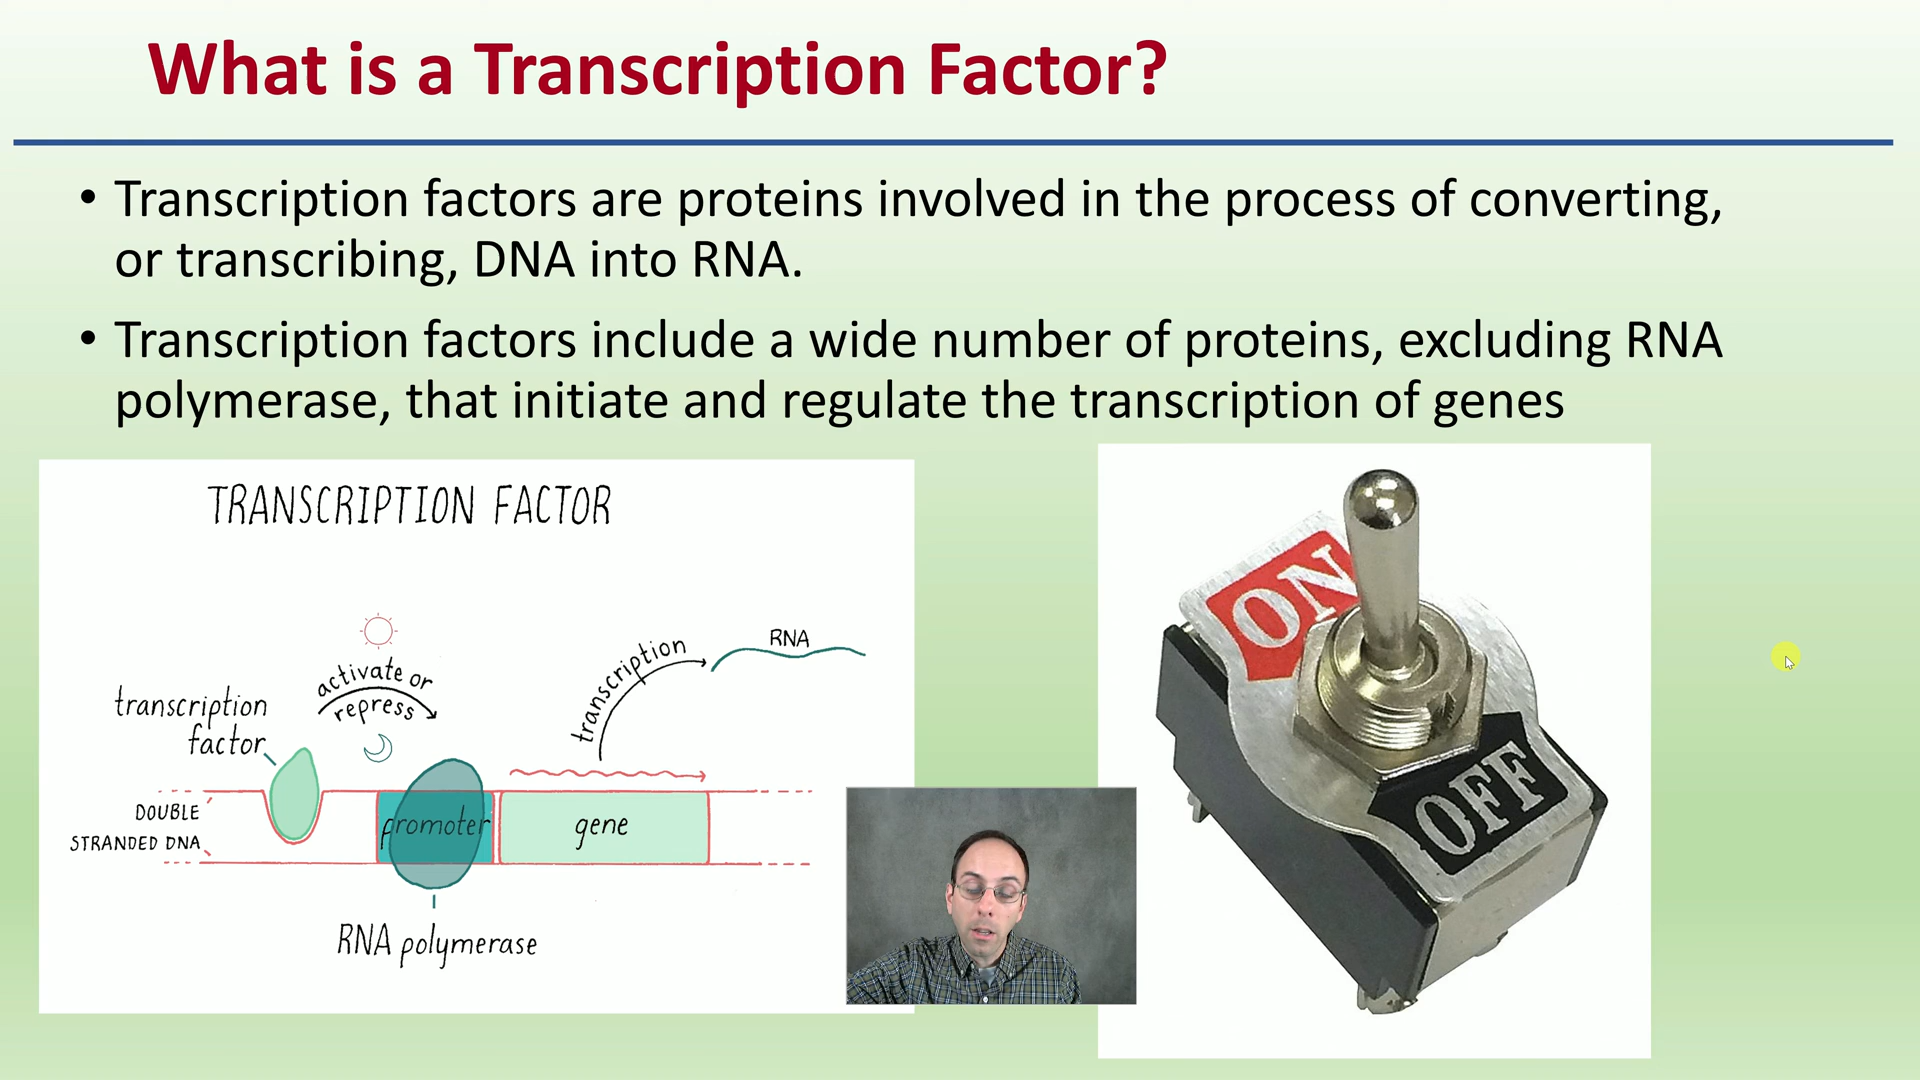 What is a Transcription Factor?
• Transcription factors are proteins involved in the process of converting,
or transcribing, DNA into RNA.
• Transcription factors include a wide number of proteins, excluding RNA
polymerase, that initiate and regulate the transcription of genes
TRANSCRIPTION FACTOR
transcription
factor
activate or
repress
transcription
RNA
DOUBLE
STRANDED DNA
promoter
gene
RNA polymerase
ON
OFF